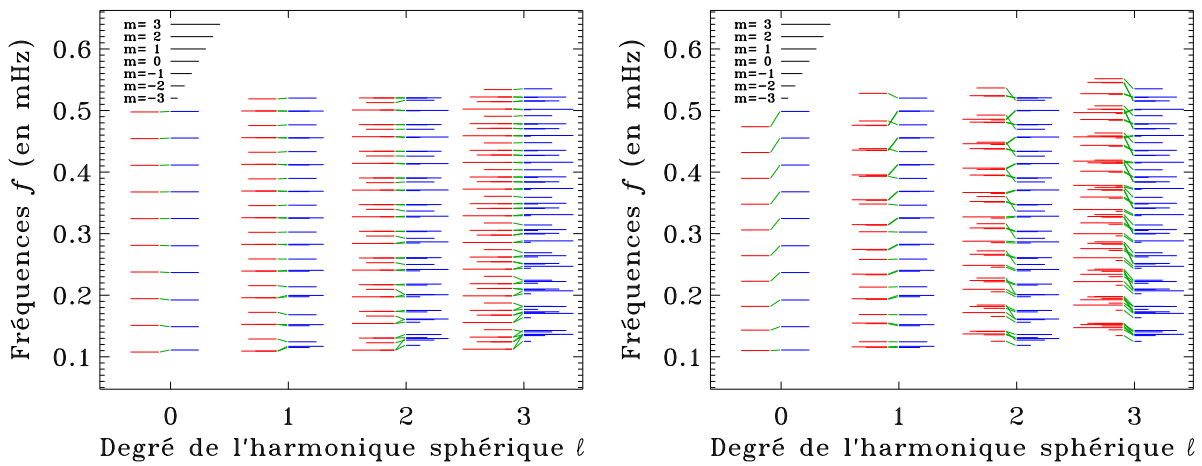 m= 3
m= 2
m= 1
m= 0
m=-1
m=-2
m=-3
0.6
0.5
0.4
0.3
0.2
0.1
Fréquences f (en mHz)
0 1 2 3
Degré de l'harmonique sphérique ℓ
m= 3
m= 2
m= 1
m= 0
m=-1
m=-2
m=-3
0.6
0.5
0.4
0.3
0.2
0.1
Fréquences f (en mHz)
0 1 2 3
Degré de l'harmonique sphérique ℓ